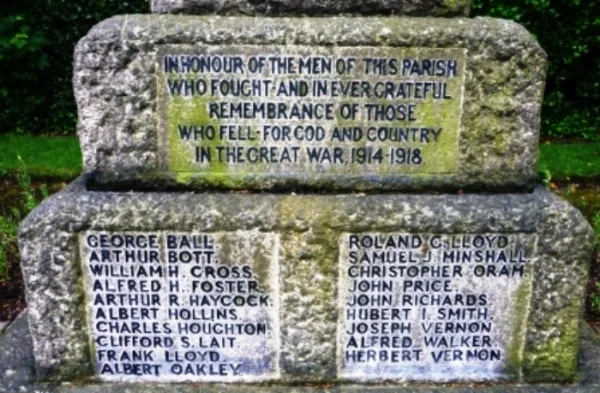 IN HONOUR OF THE MEN OF THIS PARISH
WHO FOUGHT AND IN EVER GRATEFUL
REMEMBRANCE OF THOSE
WHO FELL FOR GOD AND COUNTRY
IN THE GREAT WAR, 1914-1918.
GEORGE BALL.
ARTHUR BOTT.
WILLIAM H. CROSS.
ALFRED H. FOSTER.
ARTHUR R. HAYCOCK.
ALBERT HOLLINS.
CHARLES HOUGHTON.
CLIFFORD S. LAIT.
FRANK LLOYD.
ALBERT OAKLEY.
ROLAND C. LLOYD.
SAMUEL J. MINSHALL.
CHRISTOPHER ORAM.
JOHN PRICE.
JOHN RICHARDS.
HUBERT I. SMITH.
JOSEPH VERNON.
ALFRED WALKER.
HERBERT VERNON.